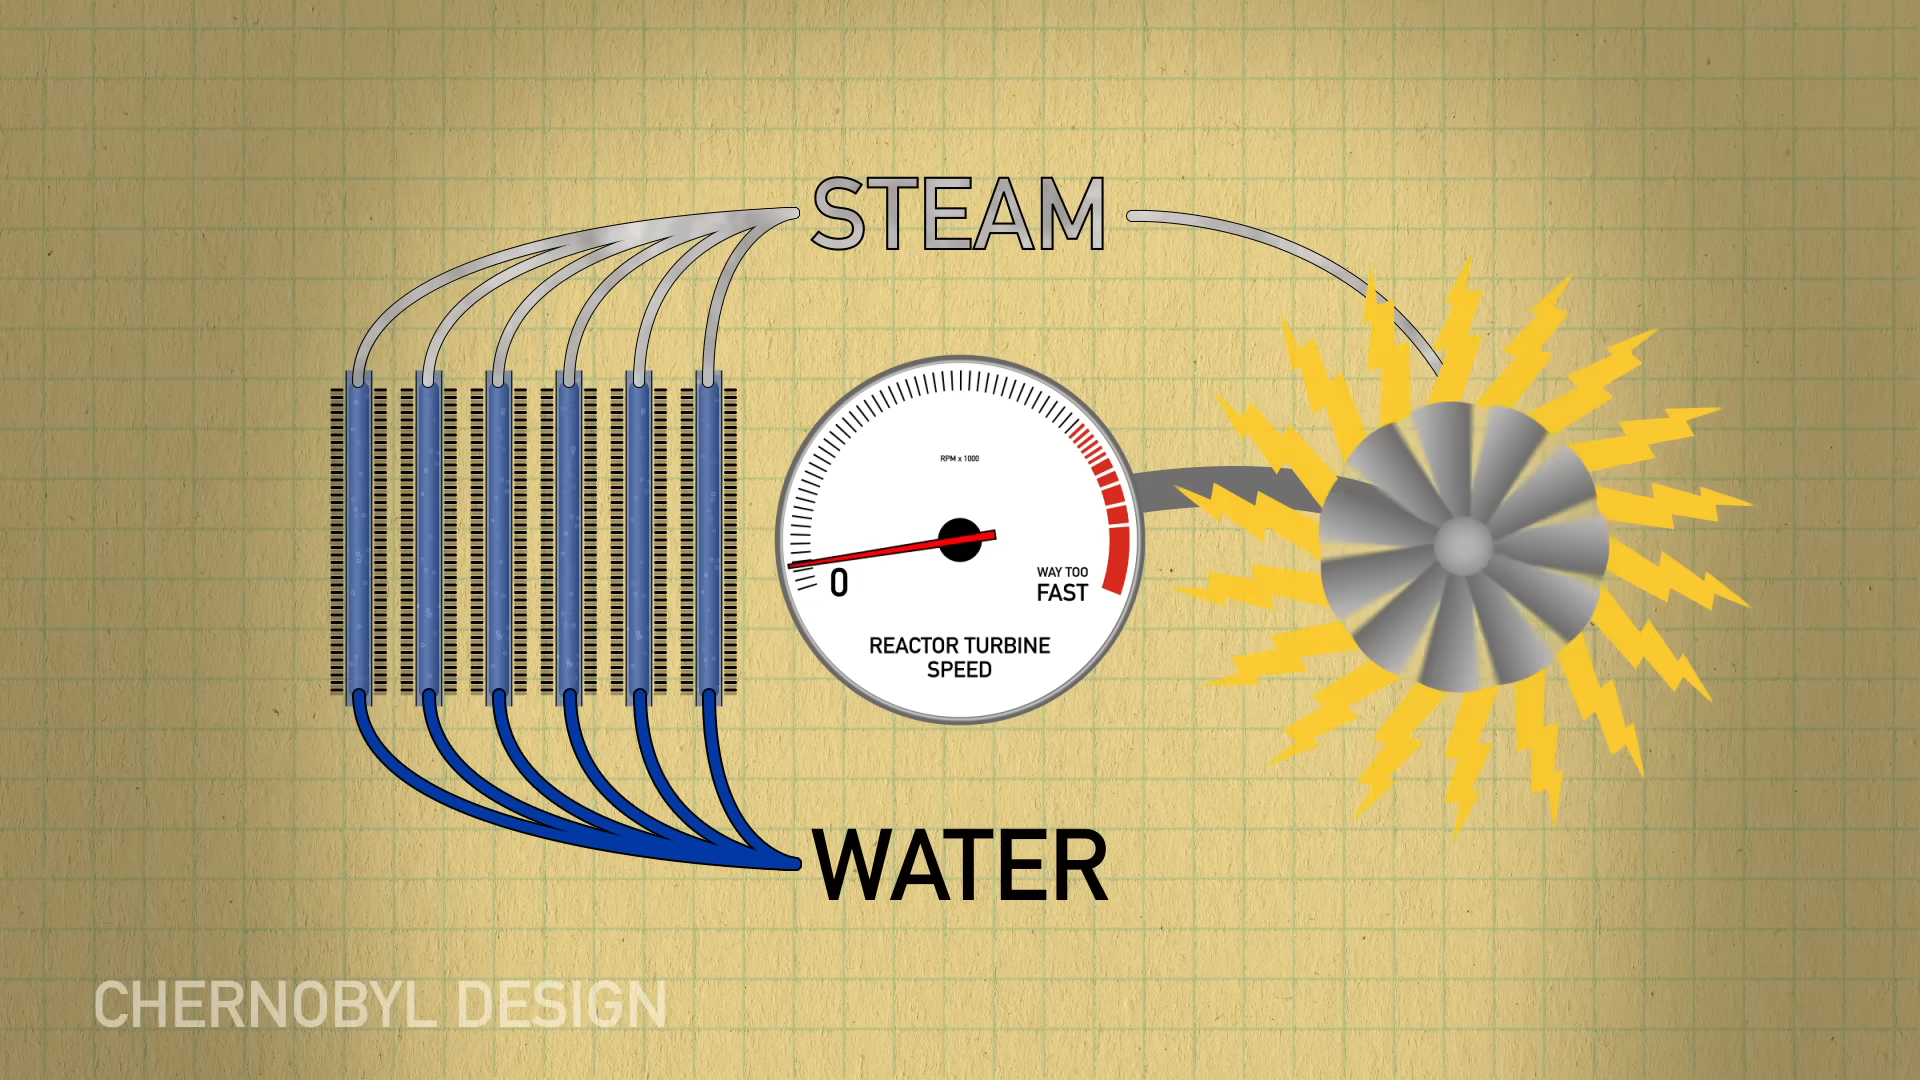 STEAM
RPM x 1000
0
WAY TOO
FAST
REACTOR TURBINE
SPEED
WATER
CHERNOBYL DESIGN